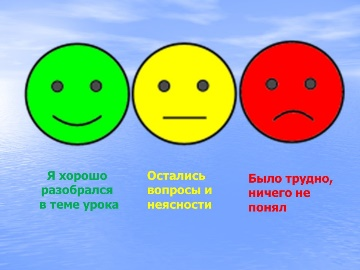 Я хорошо
разобрался
в теме урока
Остались
вопросы и
неясности
Было трудно,
ничего не
понял